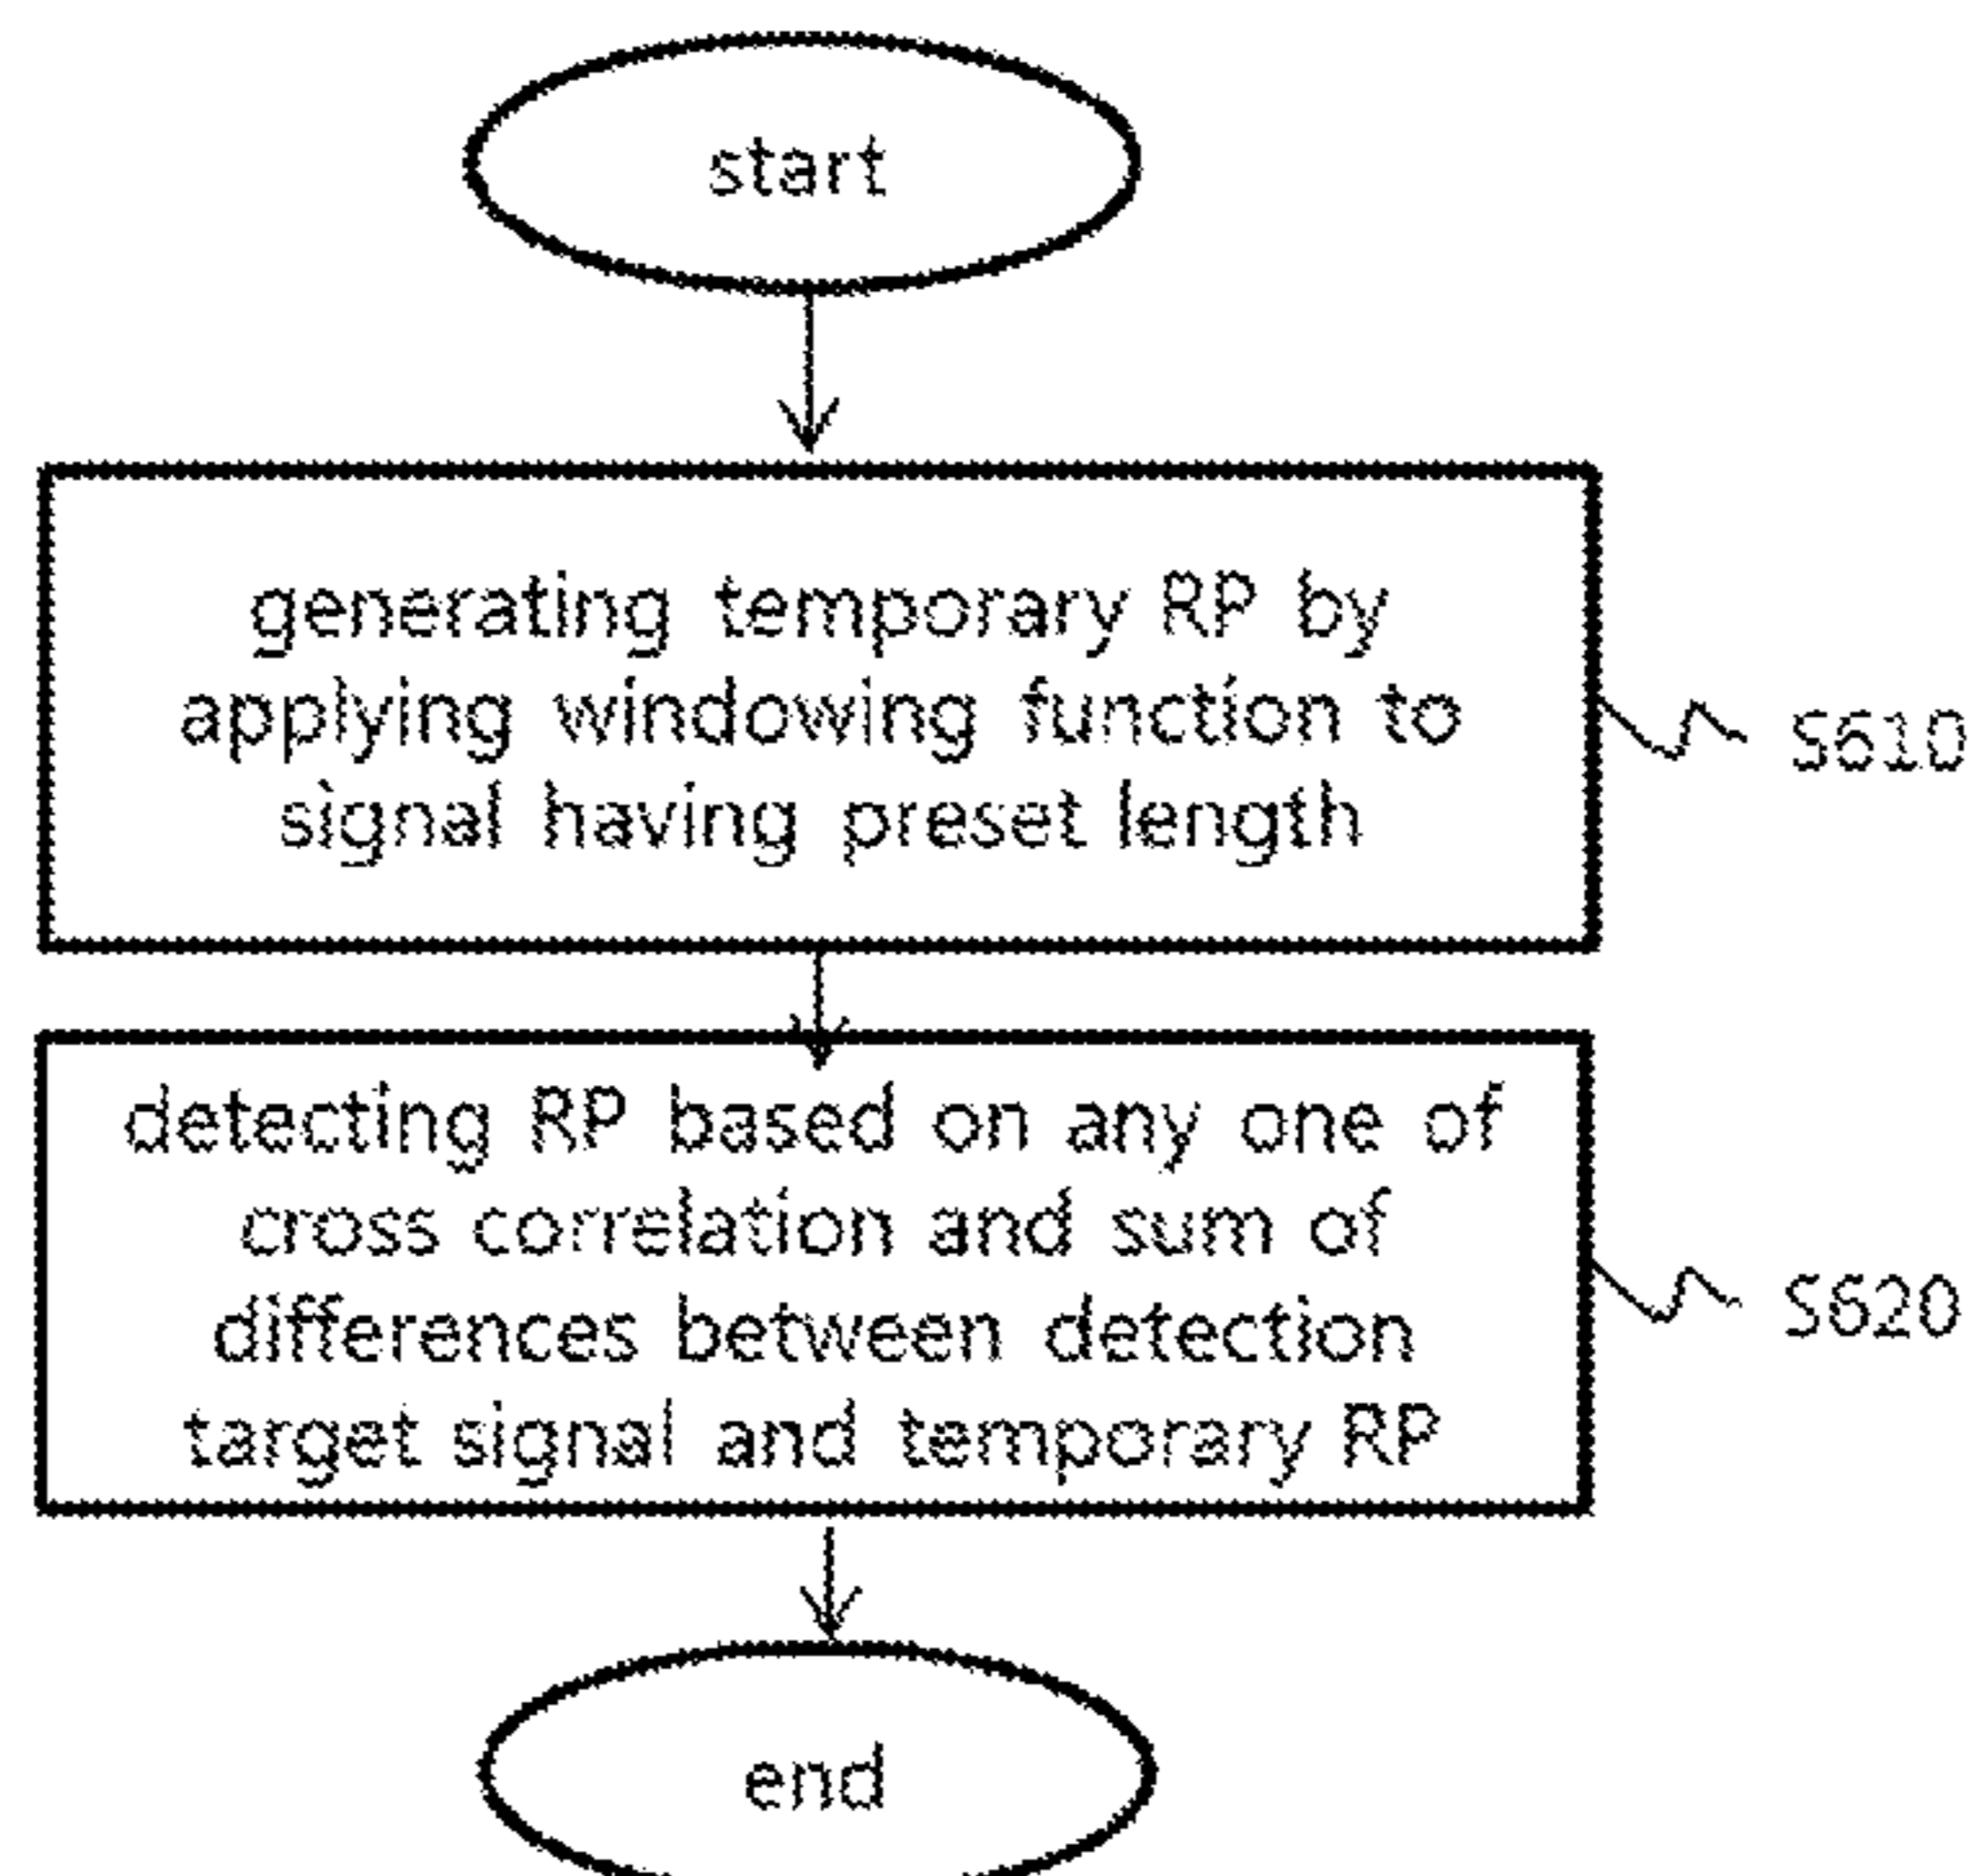 start
generating temporary RP by
applying windowing function to
signal having preset length
S610
detecting RP based on any one of
cross correlation and sum of
differences between detection
target signal and temporary RP
S620
end